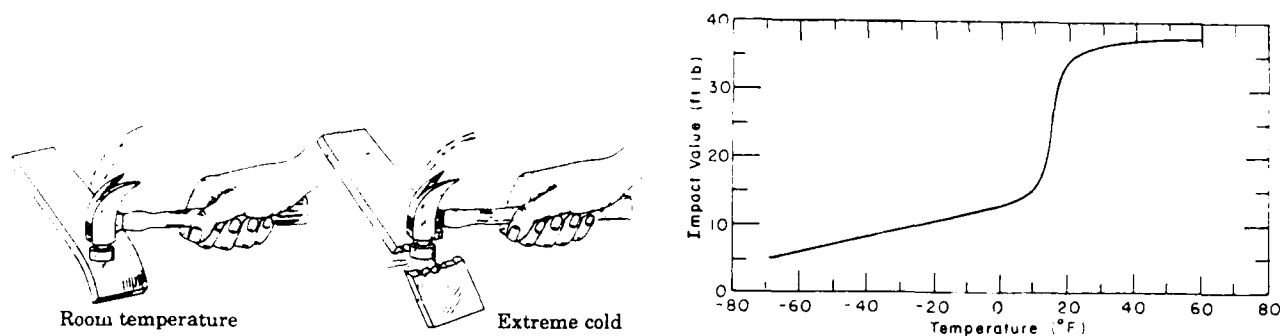 Room temperature
Extreme cold
Impact Value (ft lb)
40
30
20
10
0
-80 -60 -40 -20 0 20 40 60 80
Temperature (°F)